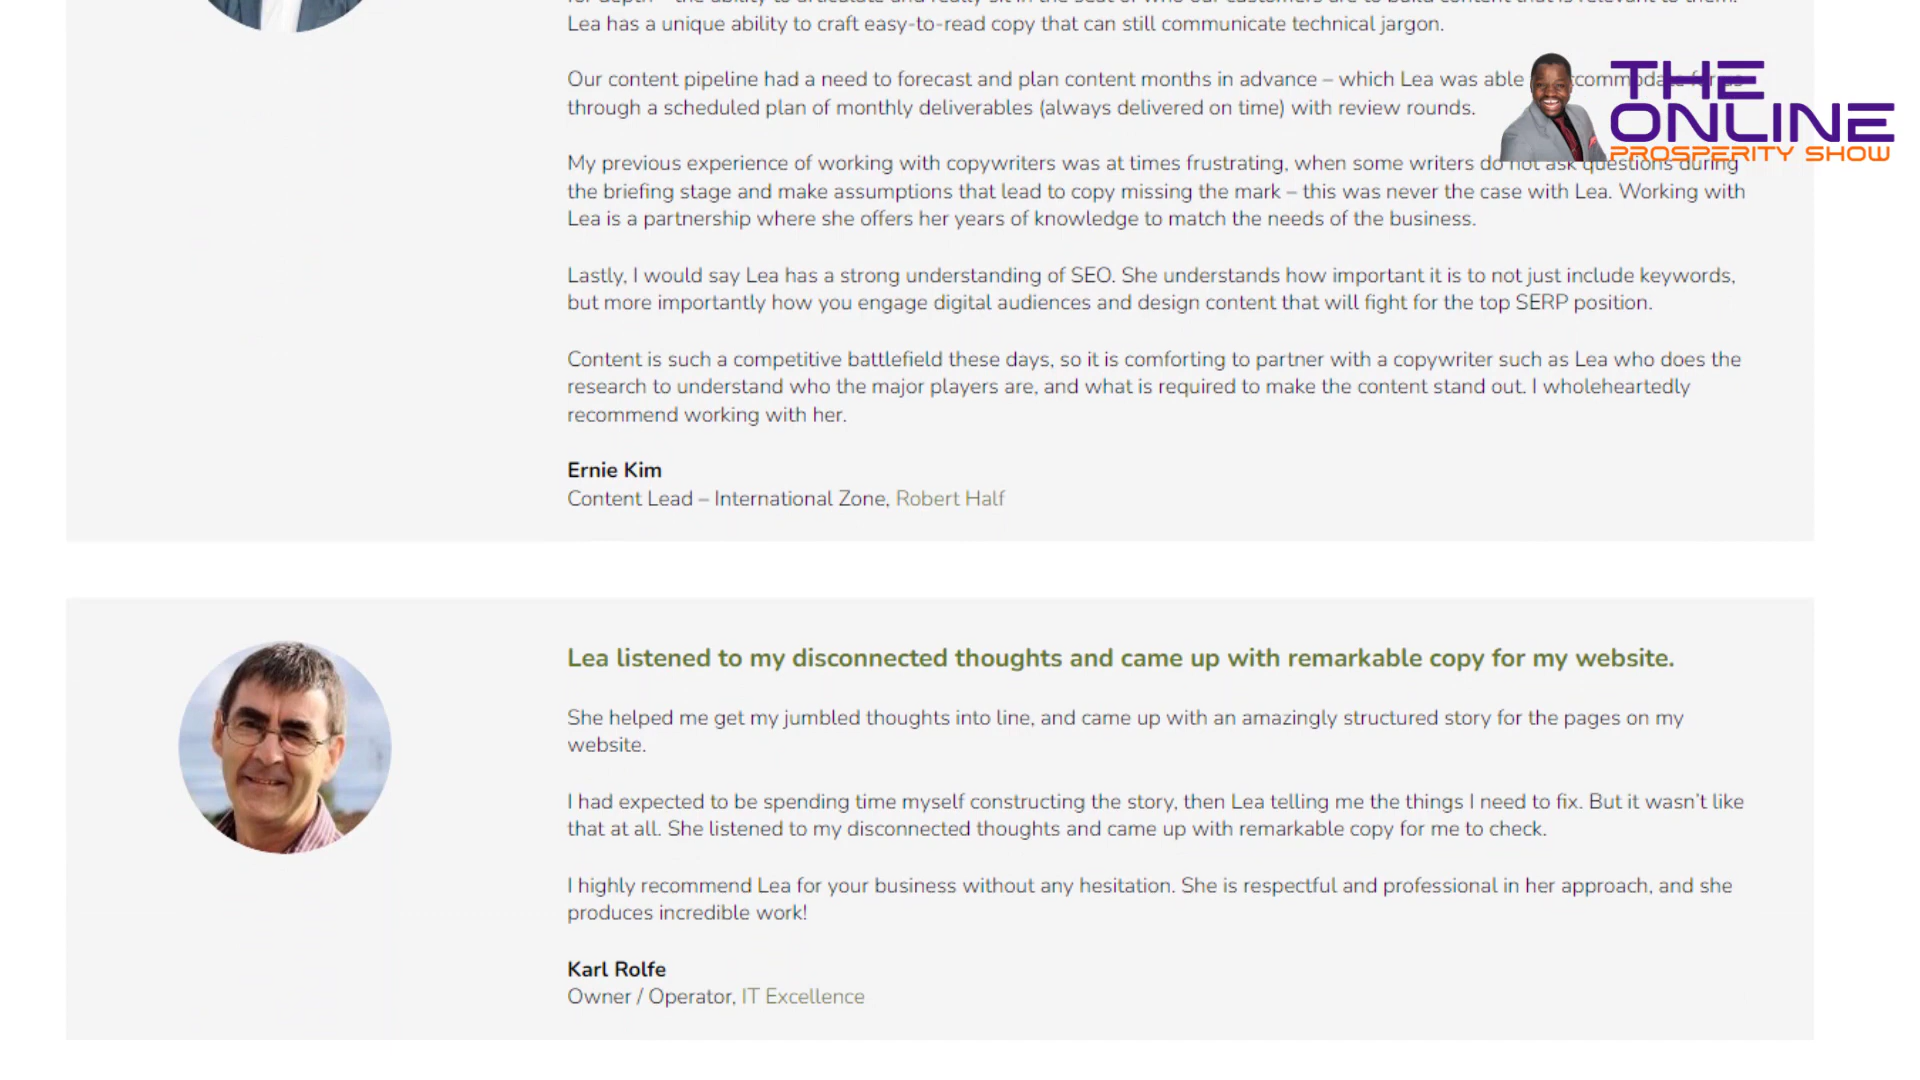 Lea has a unique ability to craft easy-to-read copy that can still communicate technical jargon.
THE
Our content pipeline had a need to forecast and plan content months in advance – which Lea was able
through a scheduled plan of monthly deliverables (always delivered on time) with review rounds.
ONLINE
PROSPERITY SHOW
My previous experience of working with copywriters was at times frustrating, when some writers do not ask questions during
the briefing stage and make assumptions that lead to copy missing the mark – this was never the case with Lea. Working with
Lea is a partnership where she offers her years of knowledge to match the needs of the business.
Lastly, I would say Lea has a strong understanding of SEO. She understands how important it is to not just include keywords,
but more importantly how you engage digital audiences and design content that will fight for the top SERP position.
Content is such a competitive battlefield these days, so it is comforting to partner with a copywriter such as Lea who does the
research to understand who the major players are, and what is required to make the content stand out. I wholeheartedly
recommend working with her.
Ernie Kim
Content Lead – International Zone, Robert Half
Lea listened to my disconnected thoughts and came up with remarkable copy for my website.
She helped me get my jumbled thoughts into line, and came up with an amazingly structured story for the pages on my
website.
I had expected to be spending time myself constructing the story, then Lea telling me the things I need to fix. But it wasn't like
that at all. She listened to my disconnected thoughts and came up with remarkable copy for me to check.
I highly recommend Lea for your business without any hesitation. She is respectful and professional in her approach, and she
produces incredible work!
Karl Rolfe
Owner / Operator, IT Excellence